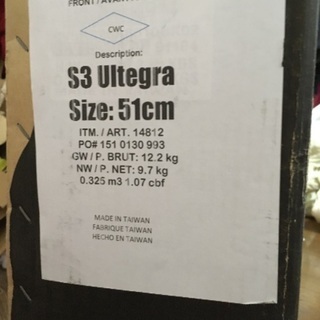 FRONT / AVANT
CWC
Description:
S3 Ultegra
Size: 51cm
ITM. / ART. 14812
PO# 151 0130 993
GW / P. BRUT: 12.2 kg
NW / P. NET: 9.7 kg
0.325 m3 1.07 cbf
MADE IN TAIWAN
FABRIQUE TAIWAN
HECHO EN TAIWAN